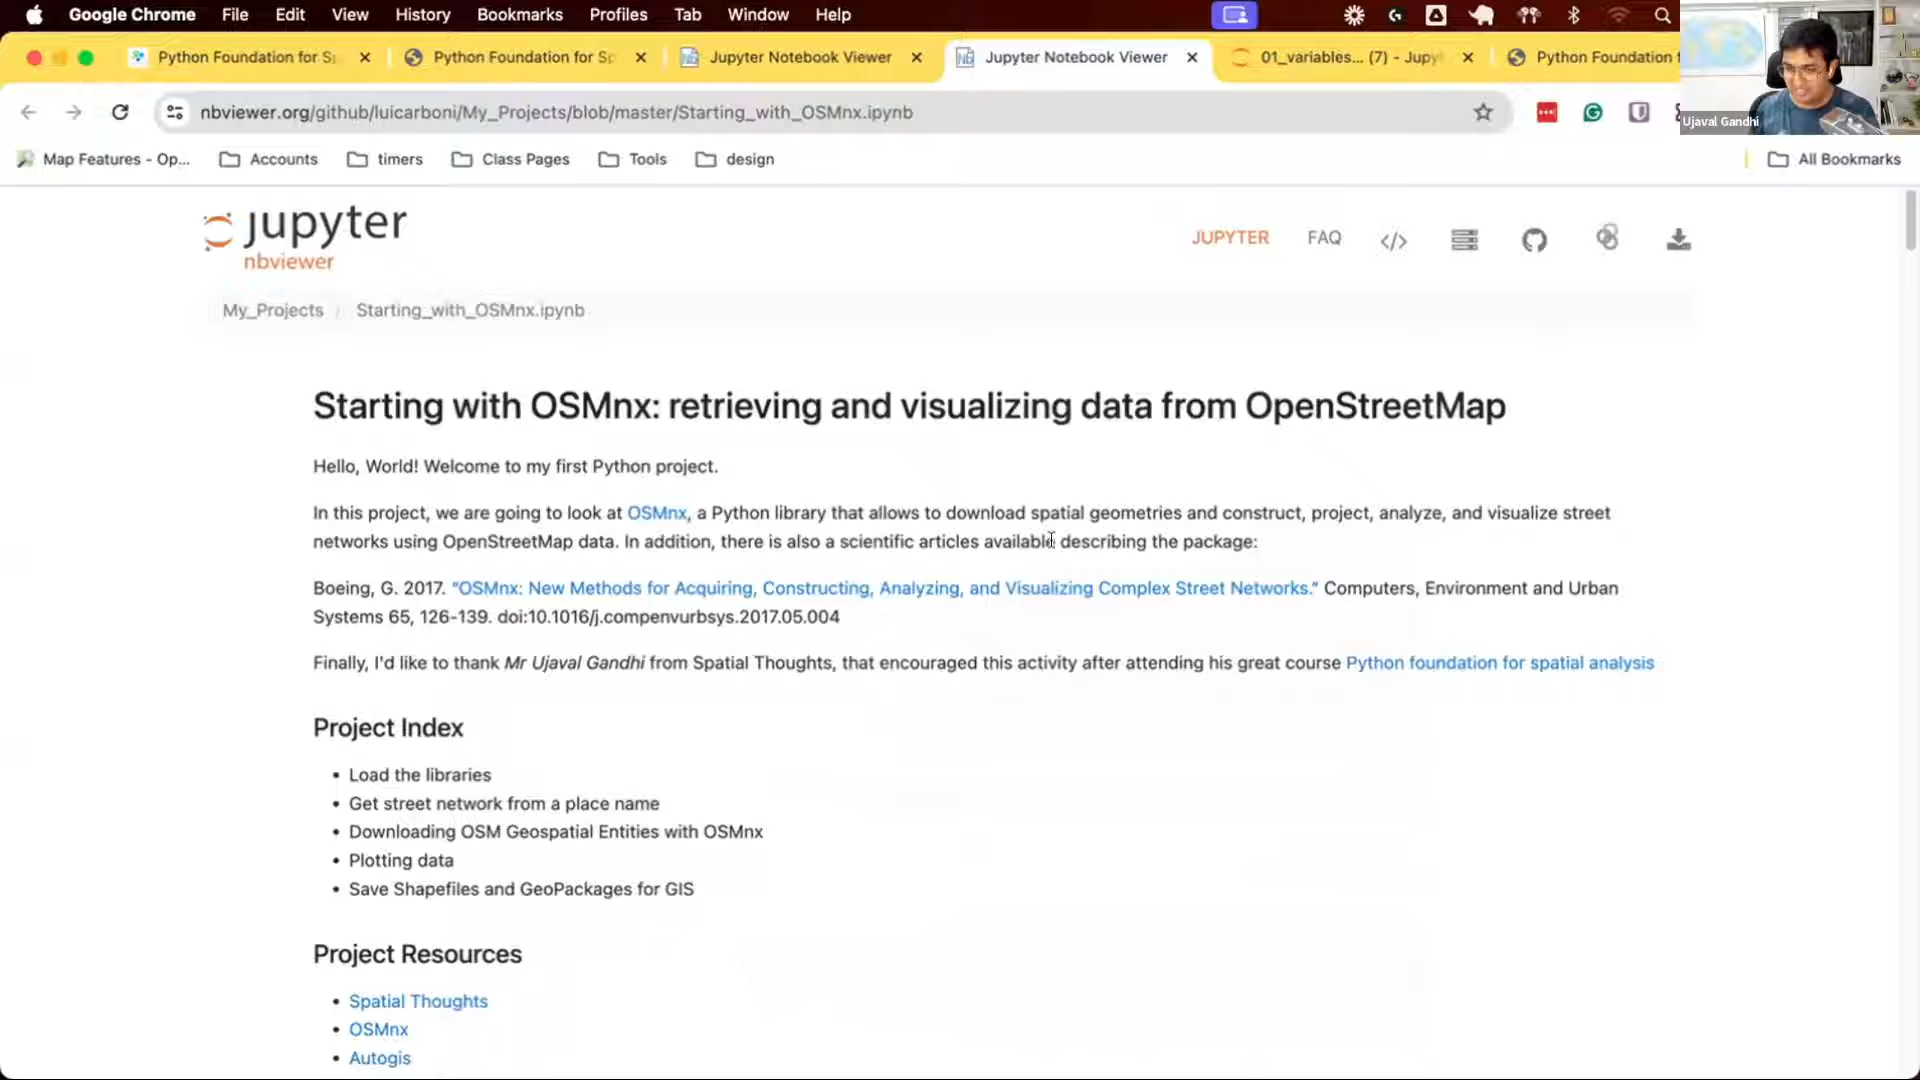 Google Chrome File Edit View History Bookmarks Profiles Tab Window Help
Python Foundation for Sp
Python Foundation for Sp
Jupyter Notebook Viewer
Jupyter Notebook Viewer
01_variables... (7) - Jupyt
Python Foundation f
nbviewer.org/github/luicarboni/My_Projects/blob/master/Starting_with_OSMnx.ipynb
Ujaval Gandhi
Map Features - Op...
Accounts
timers
Class Pages
Tools
design
All Bookmarks
jupyter
nbviewer
JUPYTER
FAQ
</>
My_Projects / Starting_with_OSMnx.ipynb
Starting with OSMnx: retrieving and visualizing data from OpenStreetMap
Hello, World! Welcome to my first Python project.
In this project, we are going to look at OSMnx, a Python library that allows to download spatial geometries and construct, project, analyze, and visualize street
networks using OpenStreetMap data. In addition, there is also a scientific articles available describing the package:
Boeing, G. 2017. "OSMnx: New Methods for Acquiring, Constructing, Analyzing, and Visualizing Complex Street Networks." Computers, Environment and Urban
Systems 65, 126-139. doi:10.1016/j.compenvurbsys.2017.05.004
Finally, I'd like to thank Mr Ujaval Gandhi from Spatial Thoughts, that encouraged this activity after attending his great course Python foundation for spatial analysis
Project Index
• Load the libraries
• Get street network from a place name
• Downloading OSM Geospatial Entities with OSMnx
• Plotting data
• Save Shapefiles and GeoPackages for GIS
Project Resources
• Spatial Thoughts
• OSMnx
• Autogis